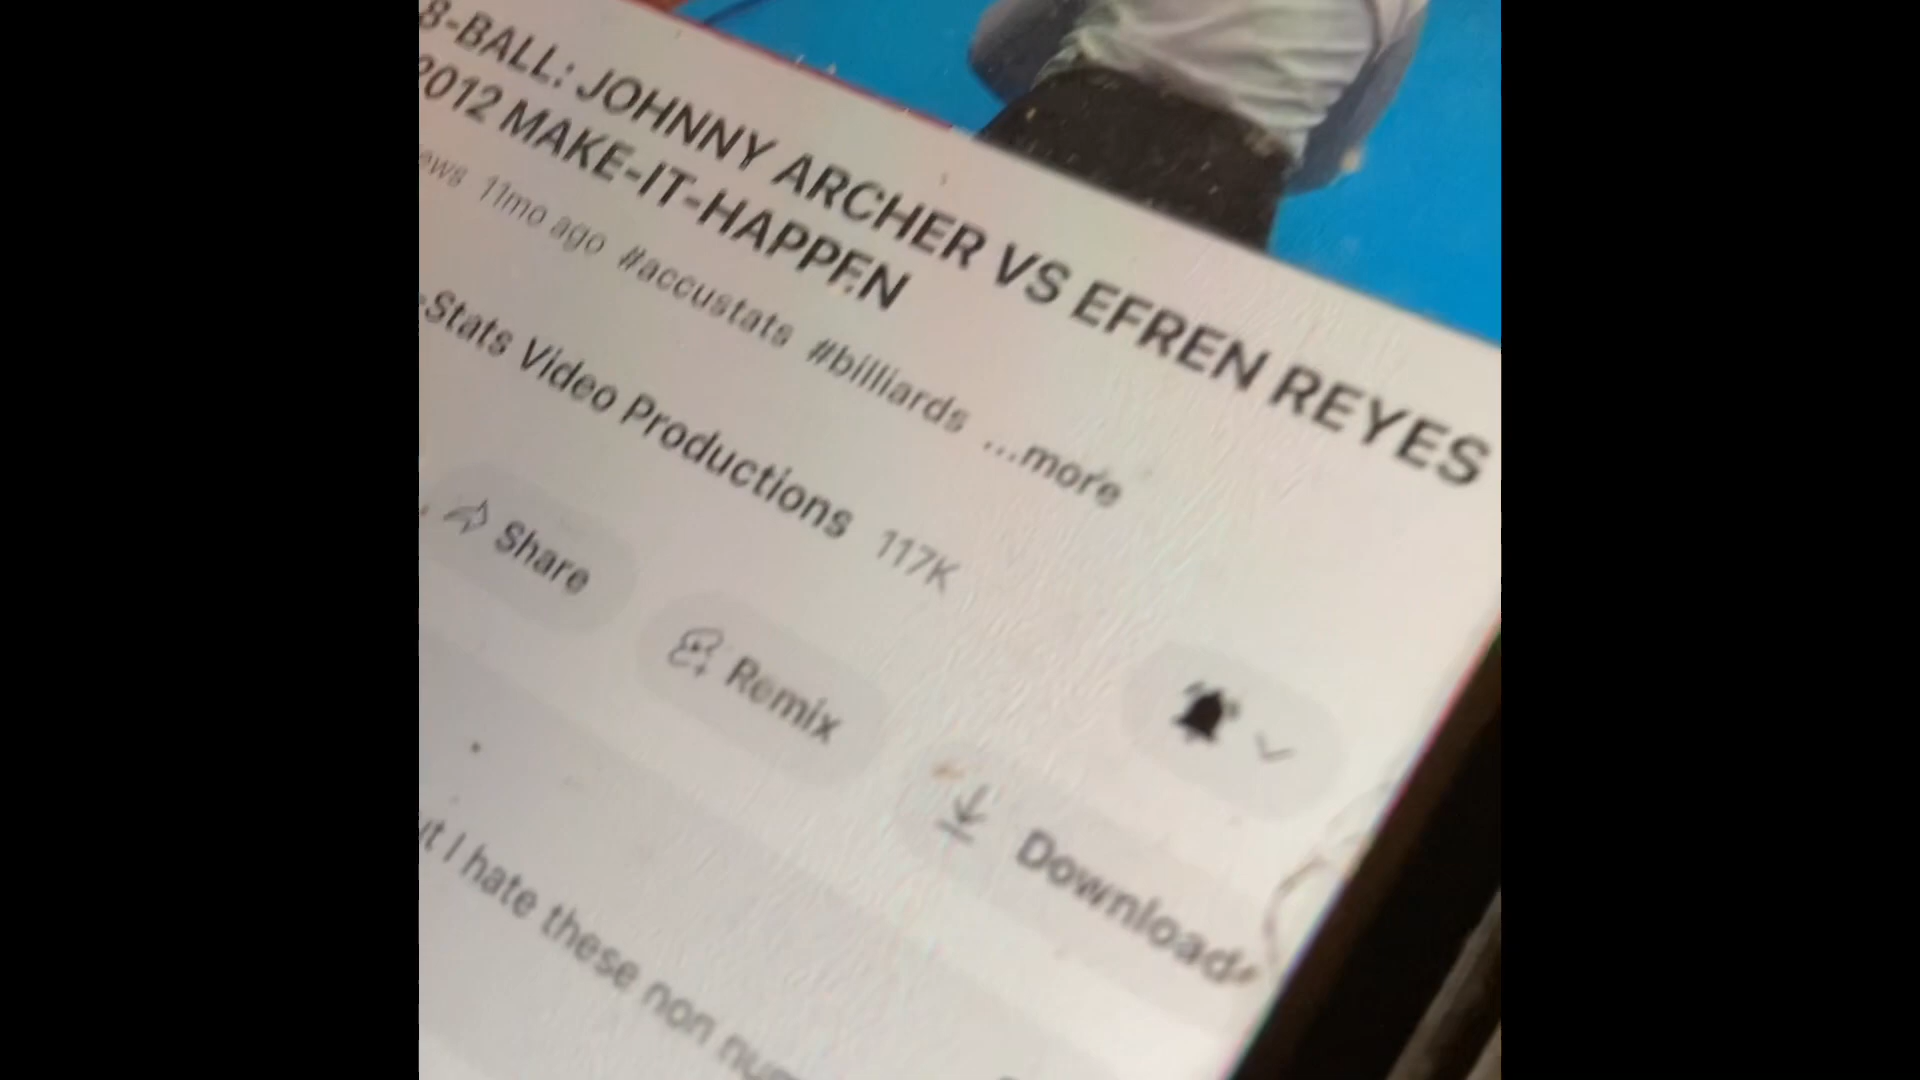 8-BALL: JOHNNY ARCHER VS EFREN REYES
2012 MAKE-IT-HAPPEN
11mo ago #accustats #billiards ...more
-Stats Video Productions 117K
Share
Remix
Download
I hate these non